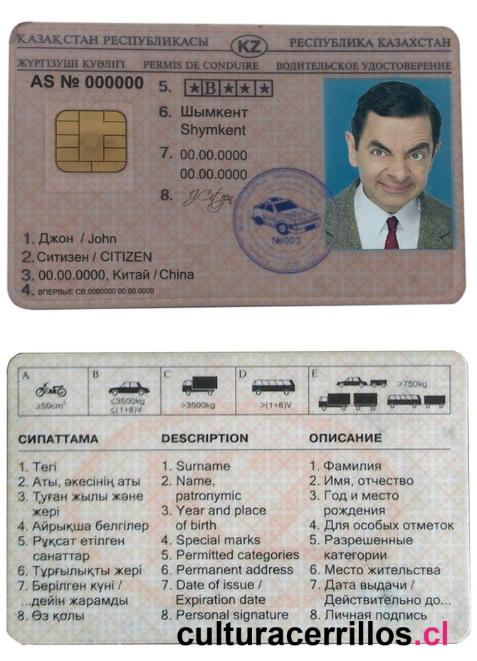 ҚАЗАҚСТАН РЕСПУБЛИКАСЫ KZ РЕСПУБЛИКА КАЗАХСТАН
ЖҮРГІЗУШІ КУӘЛІГІ PERMIS DE CONDUIRE ВОДИТЕЛЬСКОЕ УДОСТОВЕРЕНИЕ
AS № 000000
5. ★ B ★ ★ ★
6. Шымкент
Shymkent
7. 00.00.0000
00.00.0000
8.
№003
1. Джон / John
2. Ситизен / CITIZEN
3. 00.00.0000, Китай / China
4. ВПЕРВЫЕ СВ.0000000 00.00.0000
A B C D E
≥50cm³ ≤3500kg ≤(1+8)V >3500kg >(1+8)V >750kg
СИПАТТАМА
1. Тегі
2. Аты, әкесінің аты
3. Туған жылы және
жері
4. Айрықша белгілер
5. Рұқсат етілген
санаттар
6. Тұрғылықты жері
7. Берілген күні /
...дейін жарамды
8. Өз қолы
DESCRIPTION
1. Surname
2. Name,
patronymic
3. Year and place
of birth
4. Special marks
5. Permitted categories
6. Permanent address
7. Date of issue /
Expiration date
8. Personal signature
ОПИСАНИЕ
1. Фамилия
2. Имя, отчество
3. Год и место
рождения
4. Для особых отметок
5. Разрешенные
категории
6. Место жительства
7. Дата выдачи /
Действительно до...
8. Личная подпись
culturacerrillos.cl